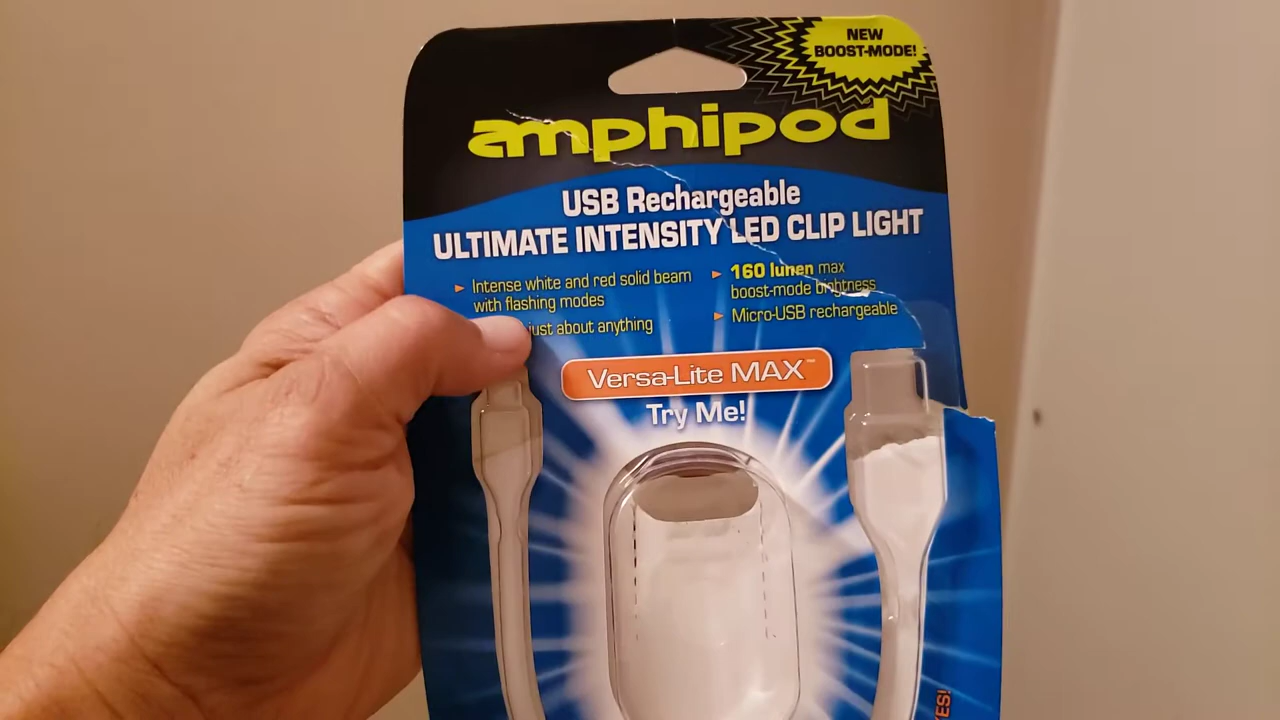 NEW
BOOST-MODE!
amphipod
USB Rechargeable
ULTIMATE INTENSITY LED CLIP LIGHT
Intense white and red solid beam
with flashing modes
just about anything
160 lumen max
boost-mode brightness
Micro-USB rechargeable
Versa-Lite MAX™
Try Me!